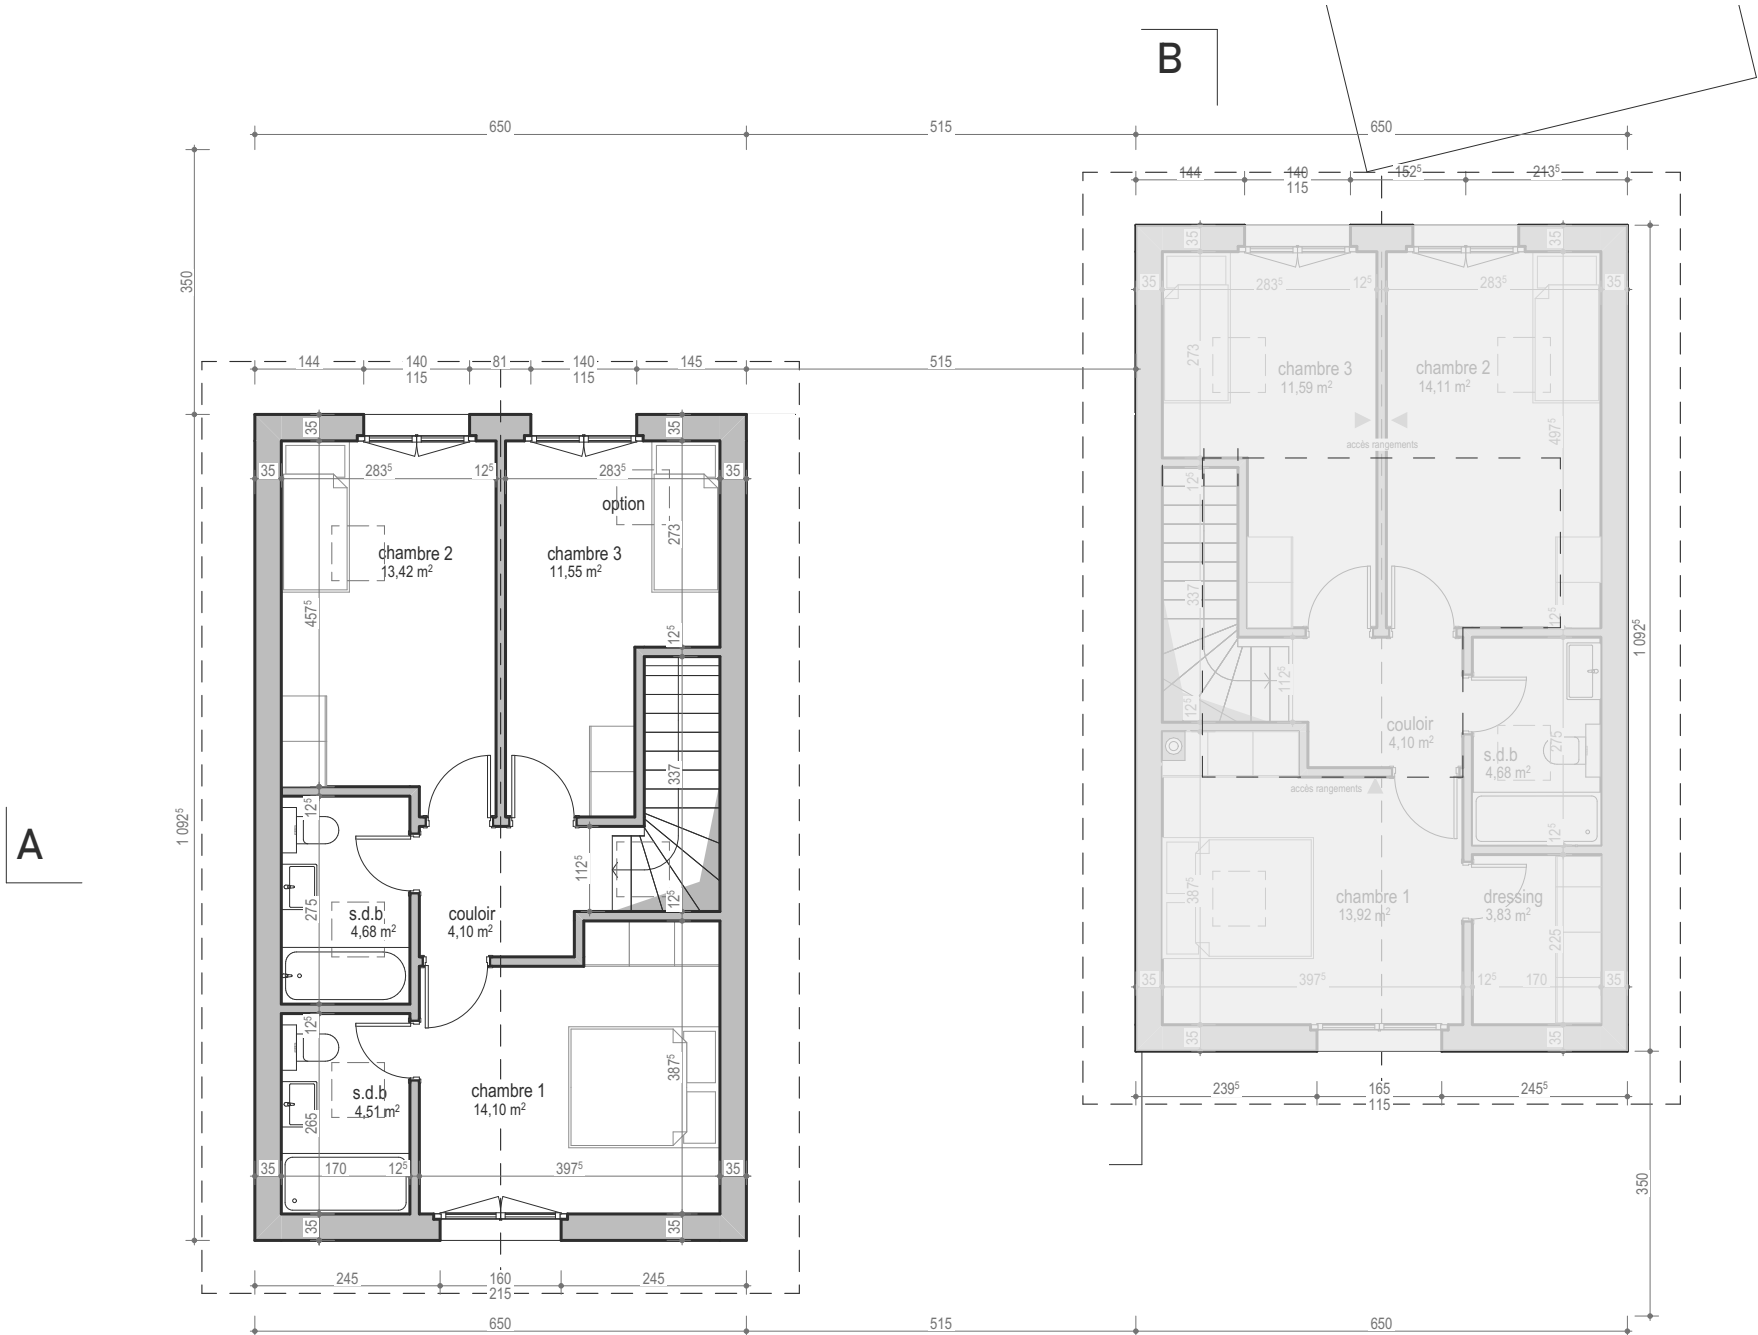 B
650
515
650
144
140
152⁵
213⁵
115
35
35
350
35
283⁵
12⁵
283⁵
35
144
140
81
140
145
515
115
115
273
chambre 3
11,59 m²
chambre 2
14,11 m²
35
35
497⁵
accès rangements
35
283⁵
12⁵
283⁵
35
12⁵
option
273
chambre 2
13,42 m²
chambre 3
11,55 m²
337
12⁵
457⁵
12⁵
1 092⁵
112⁵
12⁵
couloir
4,10 m²
275
s.d.b
4,68 m²
337
accès rangements
12⁵
1 092⁵
12⁵
A
112⁵
387⁵
chambre 1
13,92 m²
dressing
3,83 m²
275
s.d.b
4,68 m²
couloir
4,10 m²
12⁵
225
35
397⁵
12⁵
170
35
12⁵
35
35
387⁵
s.d.b
4,51 m²
265
chambre 1
14,10 m²
239⁵
165
245⁵
115
35
170
12⁵
397⁵
35
350
35
35
245
160
245
215
650
515
650